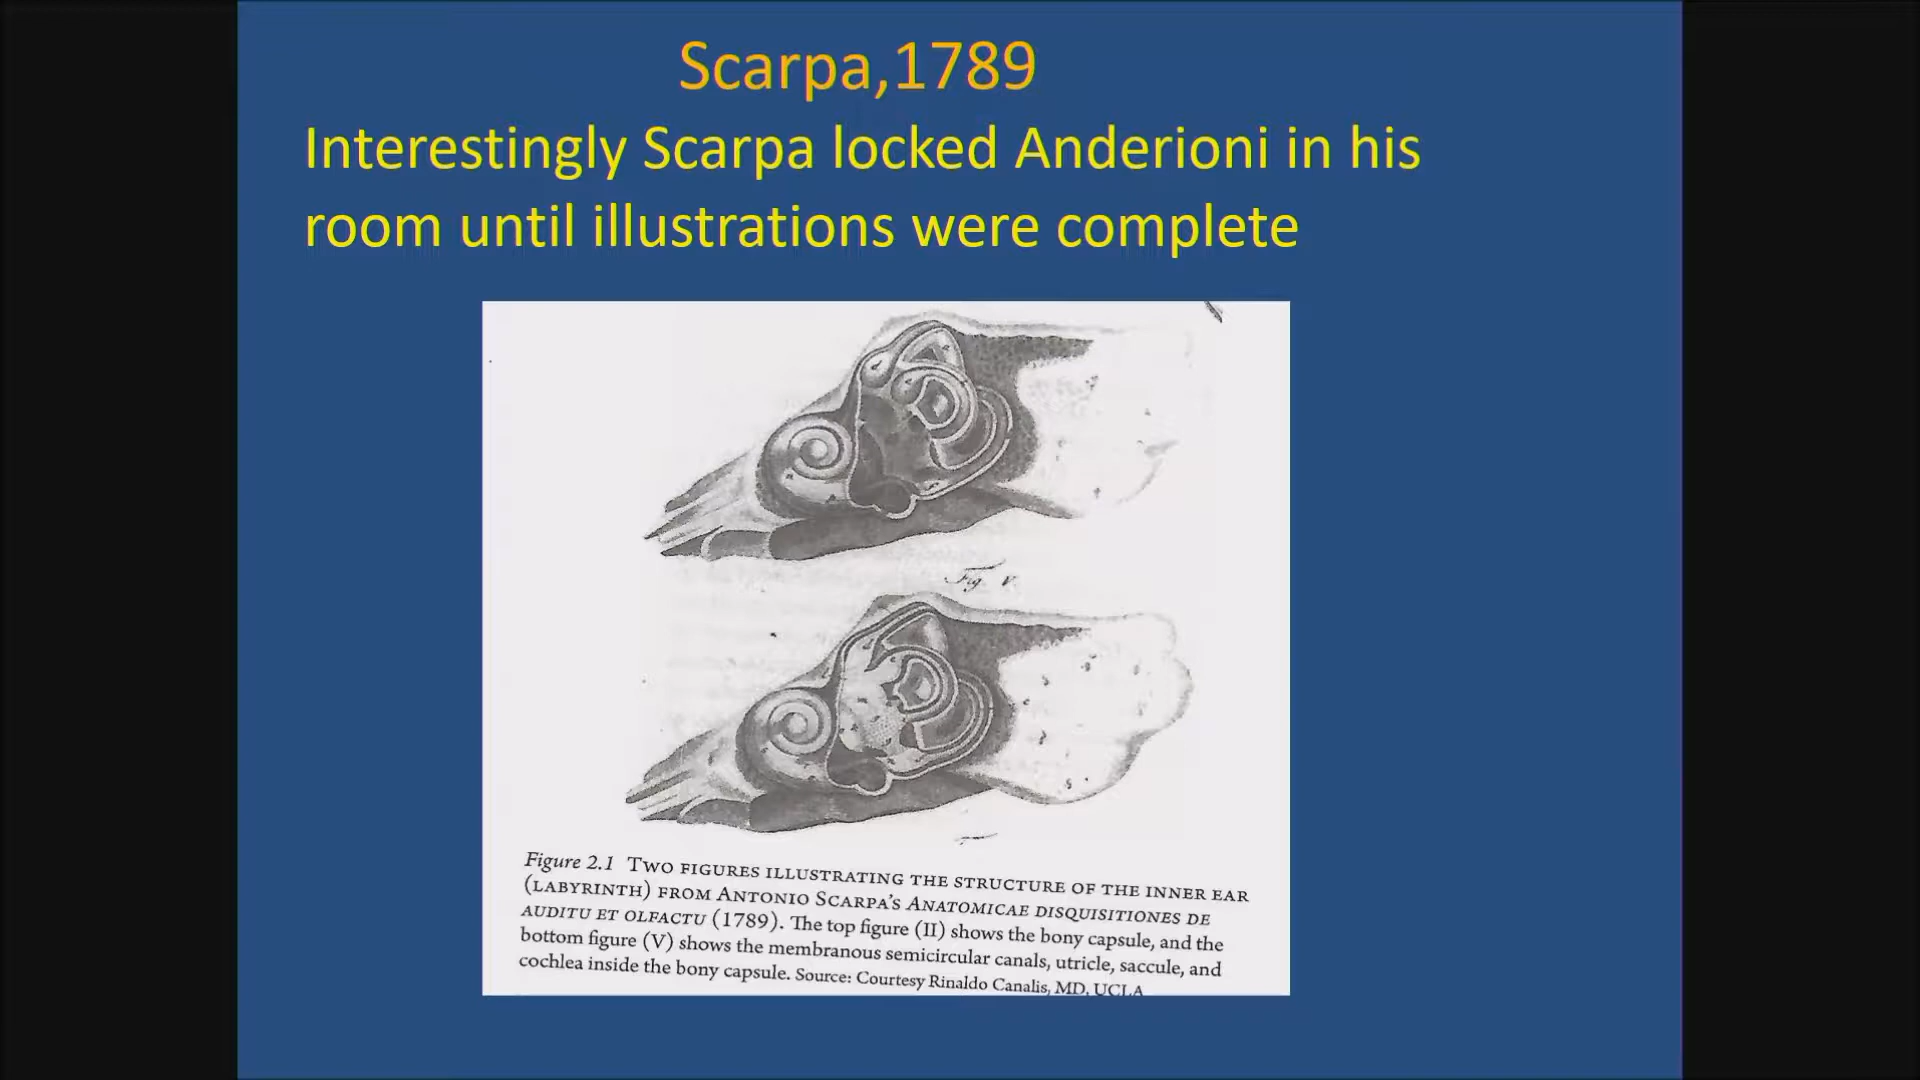 Scarpa,1789
Interestingly Scarpa locked Anderioni in his
room until illustrations were complete
Fig. V.
Figure 2.1 TWO FIGURES ILLUSTRATING THE STRUCTURE OF THE INNER EAR
(LABYRINTH) FROM ANTONIO SCARPA'S ANATOMICAE DISQUISITIONES DE
AUDITU ET OLFACTU (1789). The top figure (II) shows the bony capsule, and the
bottom figure (V) shows the membranous semicircular canals, utricle, saccule, and
cochlea inside the bony capsule. Source: Courtesy Rinaldo Canalis, MD, UCLA